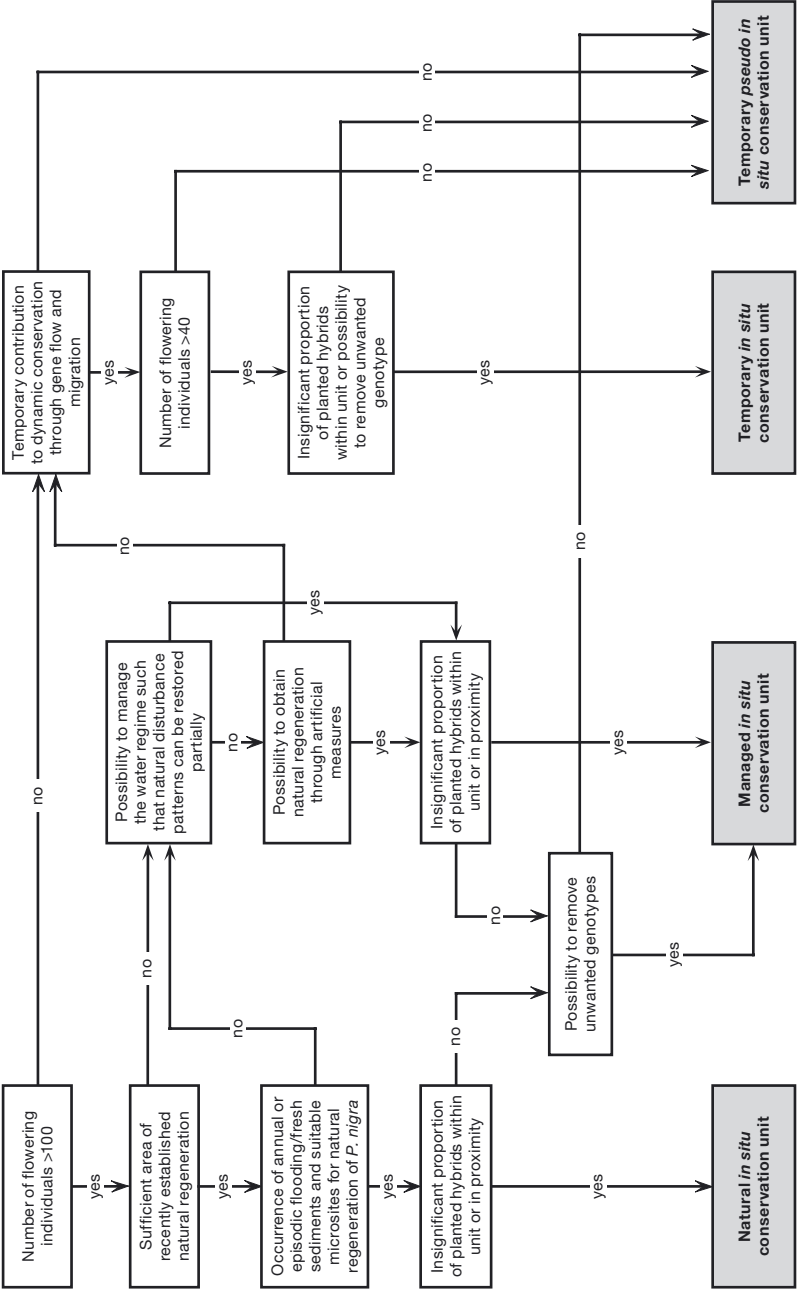 Number of flowering
individuals >100
yes
no
Sufficient area of
recently established
natural regeneration
no
yes
Occurrence of annual or
episodic flooding/fresh
sediments and suitable
microsites for natural
regeneration of P. nigra
no
yes
Insignificant proportion
of planted hybrids within
unit or in proximity
no
yes
Natural in situ
conservation unit
Possibility to manage
the water regime such
that natural disturbance
patterns can be restored
partially
yes
no
Possibility to obtain
natural regeneration
through artificial
measures
no
yes
Insignificant proportion
of planted hybrids within
unit or in proximity
no
yes
Possibility to remove
unwanted genotypes
no
yes
Managed in situ
conservation unit
Temporary contribution
to dynamic conservation
through gene flow and
migration
no
yes
Number of flowering
individuals >40
no
yes
Insignificant proportion
of planted hybrids
within unit or possibility
to remove unwanted
genotype
no
yes
Temporary in situ
conservation unit
Temporary pseudo in
situ conservation unit